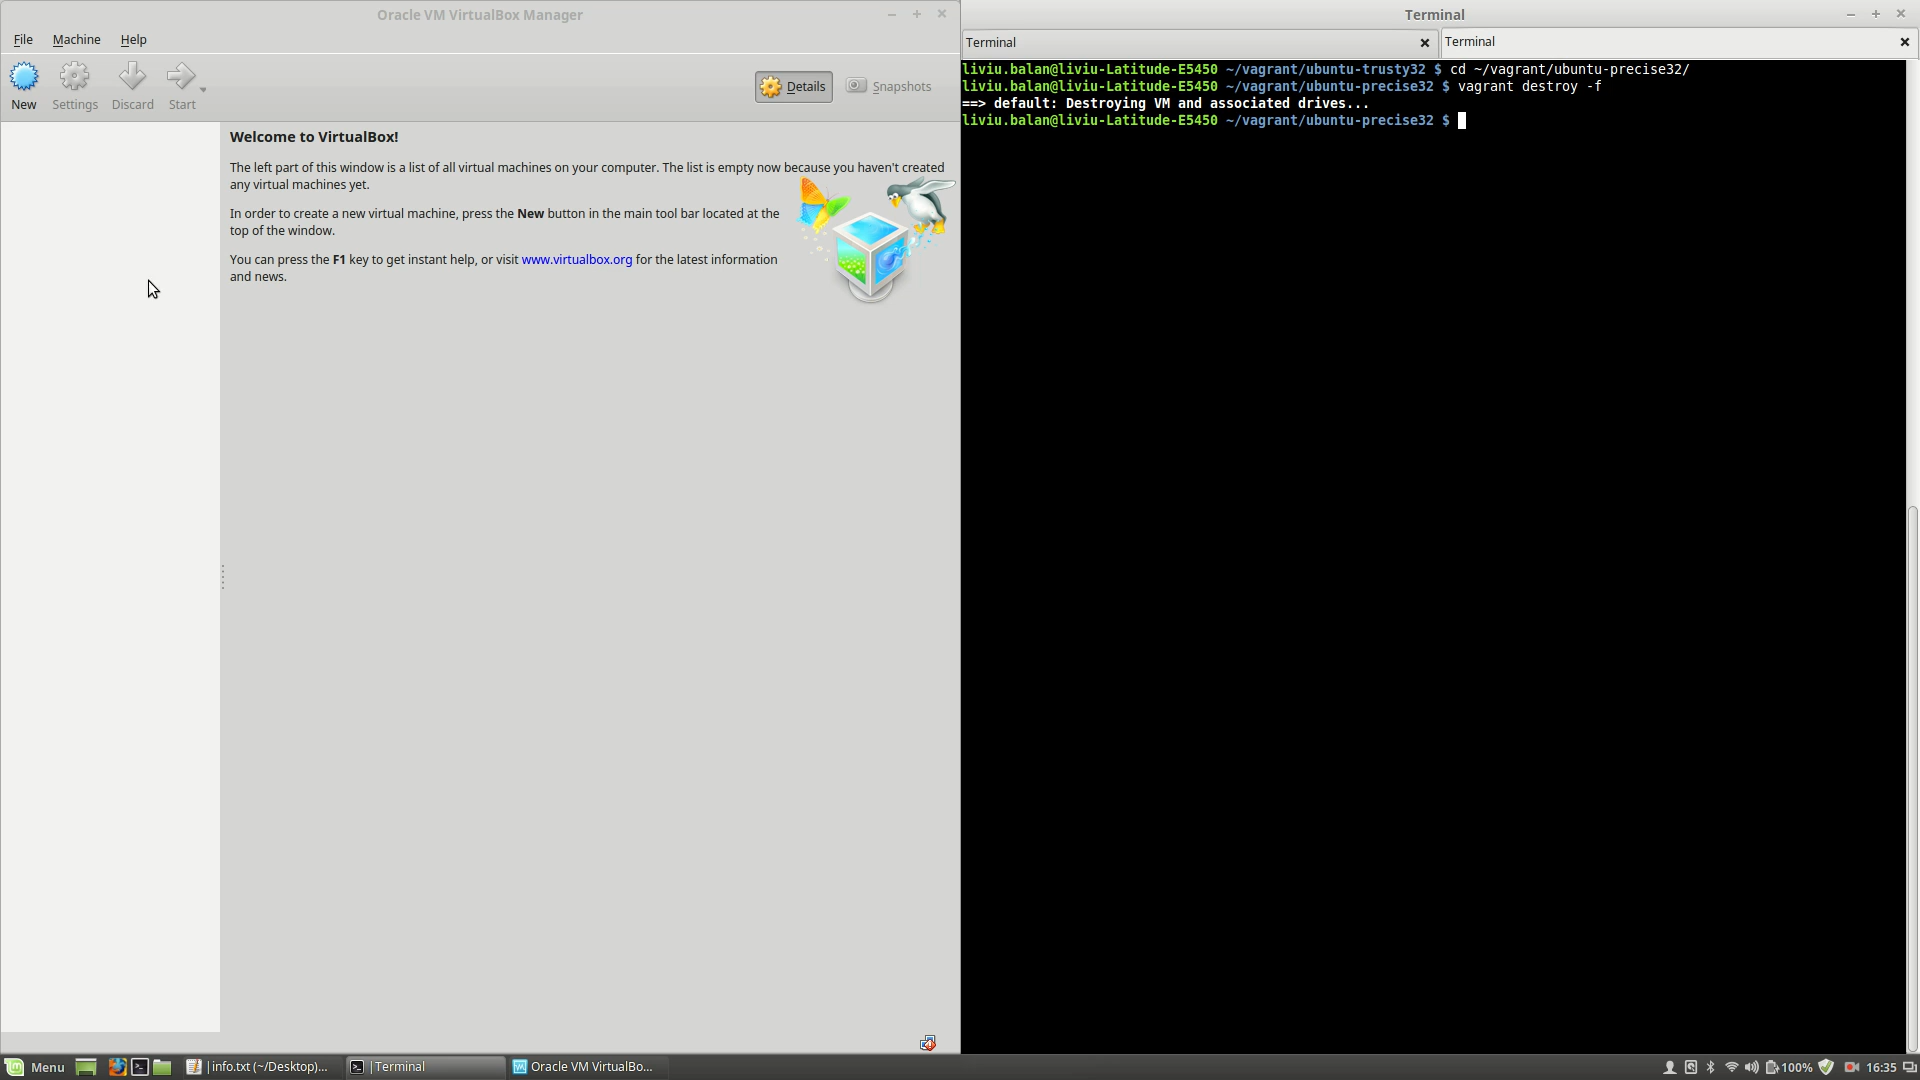 Oracle VM VirtualBox Manager
File Machine Help
New Settings Discard Start
Details Snapshots
Welcome to VirtualBox!
The left part of this window is a list of all virtual machines on your computer. The list is empty now because you haven't created
any virtual machines yet.
In order to create a new virtual machine, press the New button in the main tool bar located at the
top of the window.
You can press the F1 key to get instant help, or visit www.virtualbox.org for the latest information
and news.
Terminal
Terminal Terminal
liviu.balan@liviu-Latitude-E5450 ~/vagrant/ubuntu-trusty32 $ cd ~/vagrant/ubuntu-precise32/
liviu.balan@liviu-Latitude-E5450 ~/vagrant/ubuntu-precise32 $ vagrant destroy -f
==> default: Destroying VM and associated drives...
liviu.balan@liviu-Latitude-E5450 ~/vagrant/ubuntu-precise32 $
Menu |info.txt (~/Desktop)... |Terminal Oracle VM VirtualBo... 100% 16:35